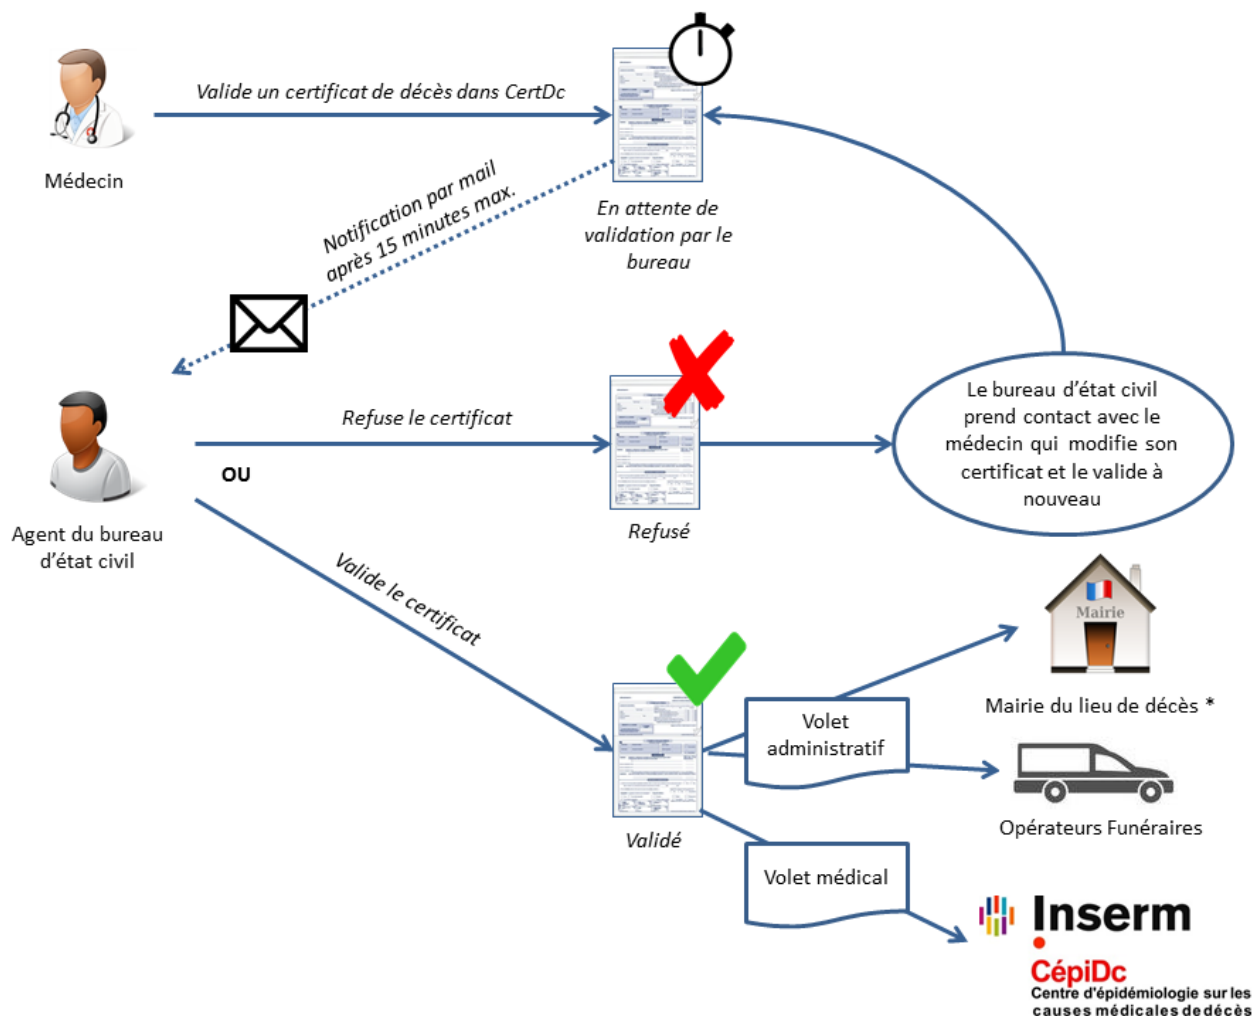 Valide un certificat de décès dans CertDc
Médecin
En attente de
validation par le
bureau
Notification par mail
après 15 minutes max.
Agent du bureau
d’état civil
Refuse le certificat
OU
Refusé
Le bureau d’état civil
prend contact avec le
médecin qui modifie son
certificat et le valide à
nouveau
Valide le certificat
Validé
Volet
administratif
Mairie
Mairie du lieu de décès *
Opérateurs Funéraires
Volet médical
Inserm
CépiDc
Centre d'épidémiologie sur les
causes médicales de décès